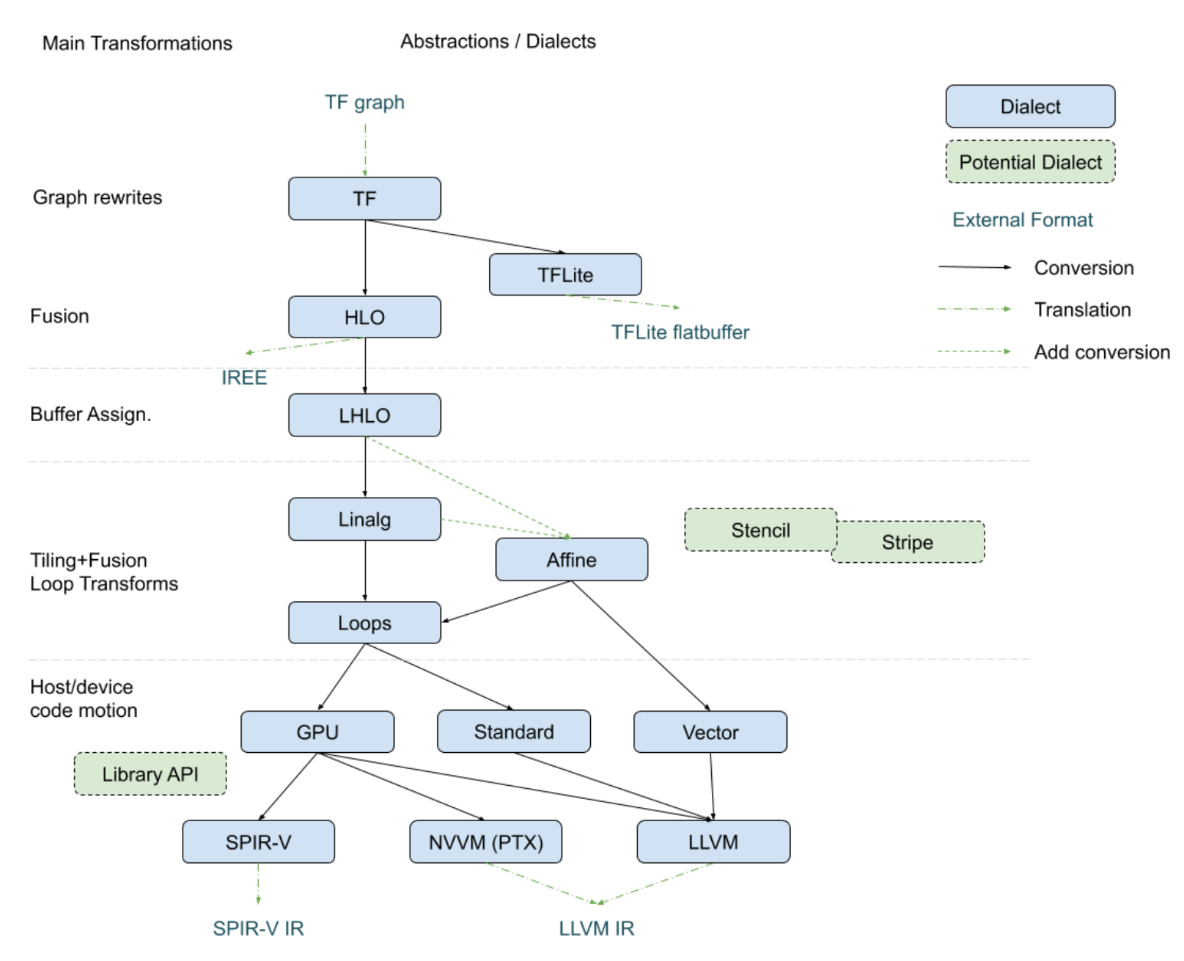 Main Transformations
Abstractions / Dialects
TF graph
Dialect
Potential Dialect
External Format
Conversion
Translation
Add conversion
Graph rewrites
TF
TFLite
TFLite flatbuffer
Fusion
HLO
IREE
Buffer Assign.
LHLO
Linalg
Affine
Stencil
Stripe
Tiling+Fusion
Loop Transforms
Loops
Host/device
code motion
GPU
Standard
Vector
Library API
SPIR-V
NVVM (PTX)
LLVM
SPIR-V IR
LLVM IR